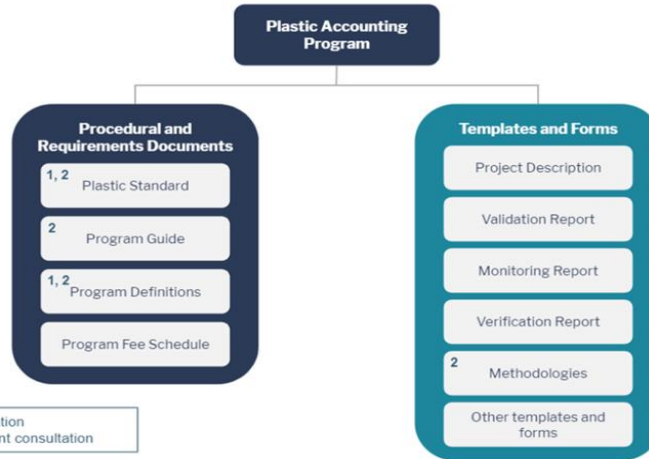 Plastic Accounting
Program
Procedural and
Requirements Documents
1, 2
Plastic Standard
2
Program Guide
1, 2
Program Definitions
Program Fee Schedule
Templates and Forms
Project Description
Validation Report
Monitoring Report
Verification Report
2
Methodologies
Other templates and
forms
consultation